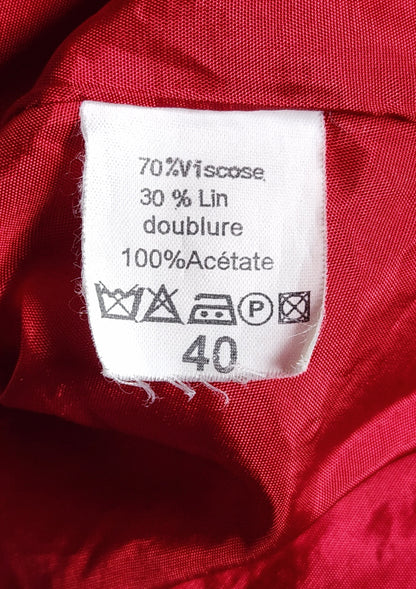 70%Viscose
30 % Lin
doublure
100%Acétate
P
40